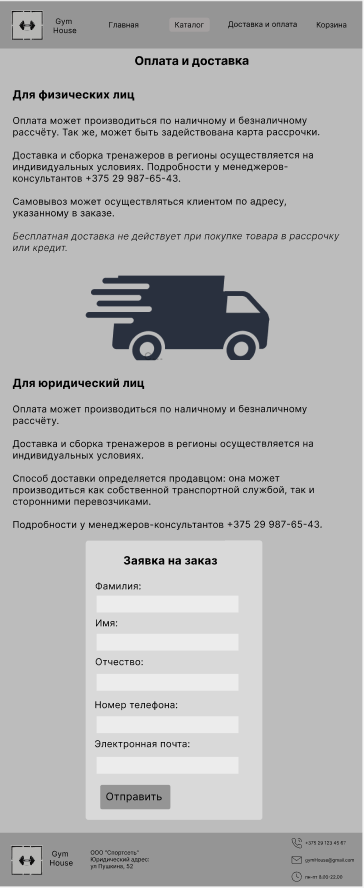 Gym House
Главная
Каталог
Доставка и оплата
Корзина
Оплата и доставка
Для физических лиц
Оплата может производиться по наличному и безналичному
рассчёту. Так же, может быть задействована карта рассрочки.
Доставка и сборка тренажеров в регионы осуществляется на
индивидуальных условиях. Подробности у менеджеров-
консультантов +375 29 987-65-43.
Самовывоз может осуществляться клиентом по адресу,
указанному в заказе.
Бесплатная доставка не действует при покупке товара в рассрочку
или кредит.
Для юридический лиц
Оплата может производиться по наличному и безналичному
рассчёту.
Доставка и сборка тренажеров в регионы осуществляется на
индивидуальных условиях.
Способ доставки определяется продавцом: она может
производиться как собственной транспортной службой, так и
сторонними перевозчиками.
Подробности у менеджеров-консультантов +375 29 987-65-43.
Заявка на заказ
Фамилия:
Имя:
Отчество:
Номер телефона:
Электронная почта:
Отправить
Gym
House
ООО "Спортсеть"
Юридический адрес:
ул Пушкина, 52
+375 29 123 45 67
gymHouse@gmail.com
пн-пт 8.00-22.00